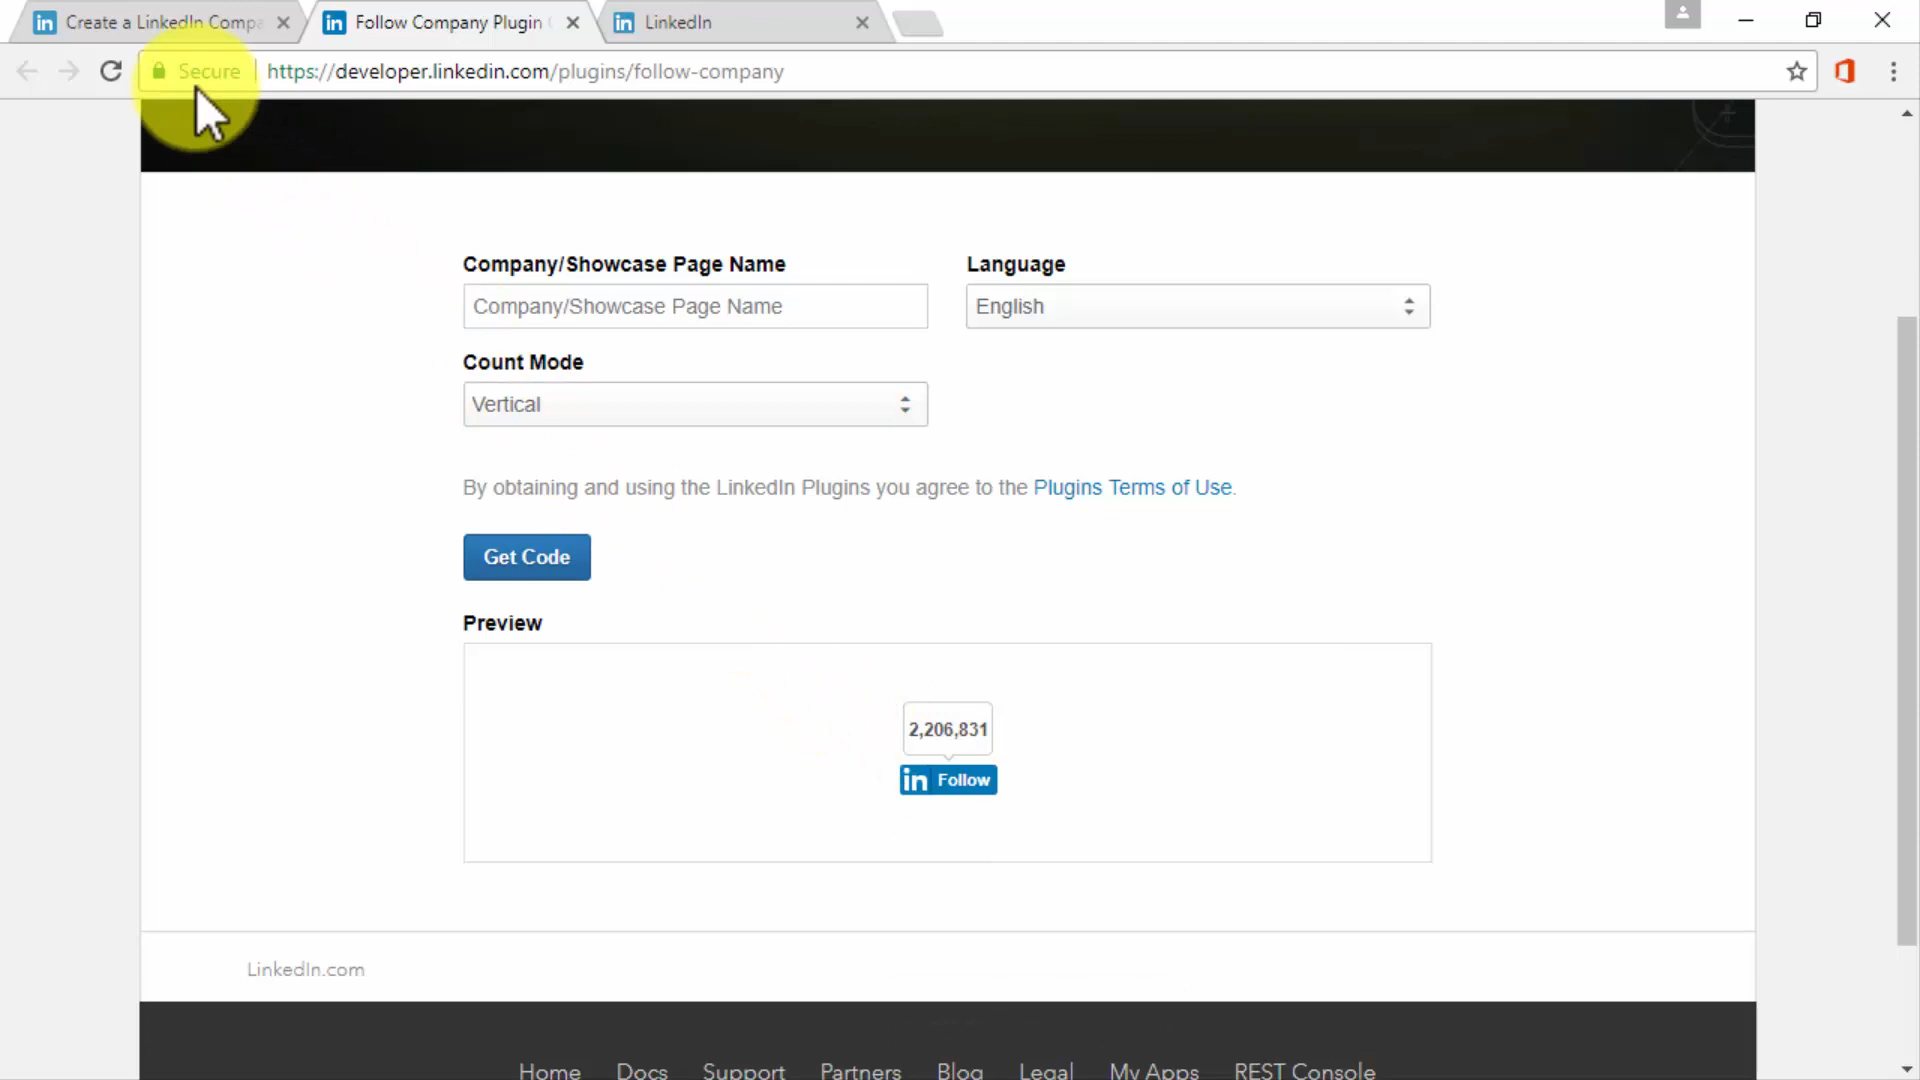 Create a LinkedIn Compa
Follow Company Plugin
LinkedIn
Secure
https://developer.linkedin.com/plugins/follow-company
Company/Showcase Page Name
Language
Company/Showcase Page Name
English
Count Mode
Vertical
By obtaining and using the LinkedIn Plugins you agree to the Plugins Terms of Use.
Get Code
Preview
2,206,831
in Follow
LinkedIn.com
Home Docs Support Partners Blog Legal My Apps REST Console